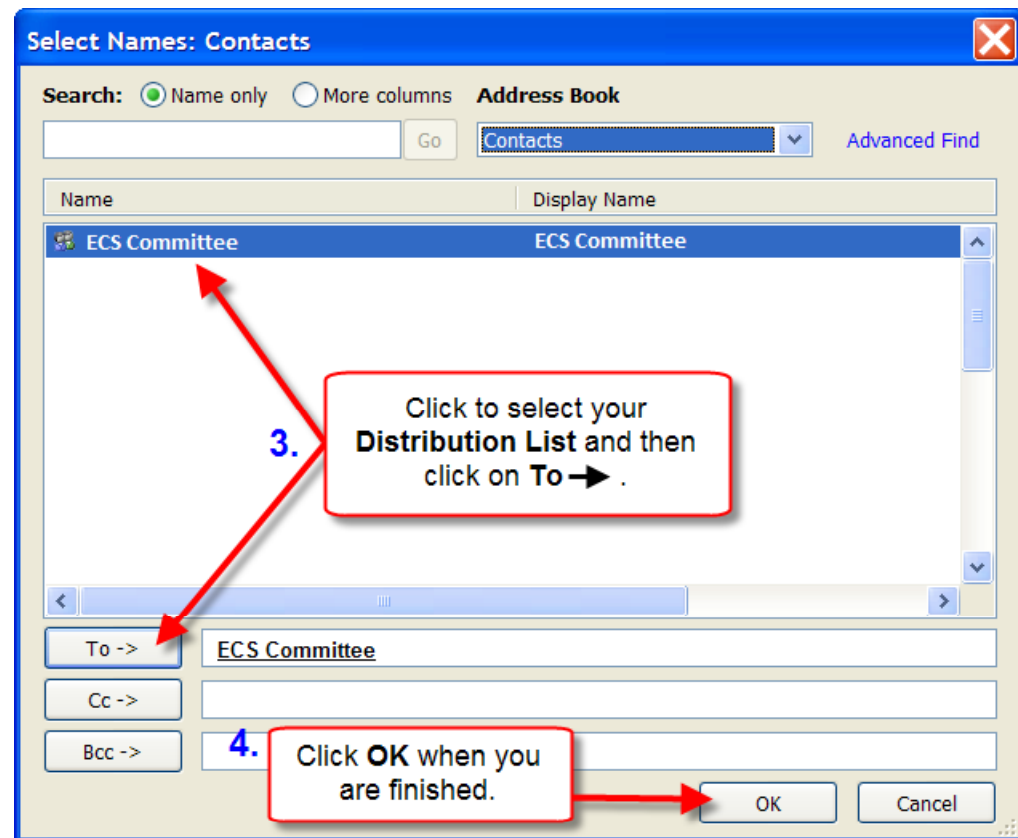 Select Names: Contacts
Search: Name only More columns Address Book
Go Contacts Advanced Find
Name Display Name
ECS Committee ECS Committee
3.
Click to select your
Distribution List and then
click on To → .
To -> ECS Committee
Cc ->
Bcc ->
4.
Click OK when you
are finished.
OK Cancel